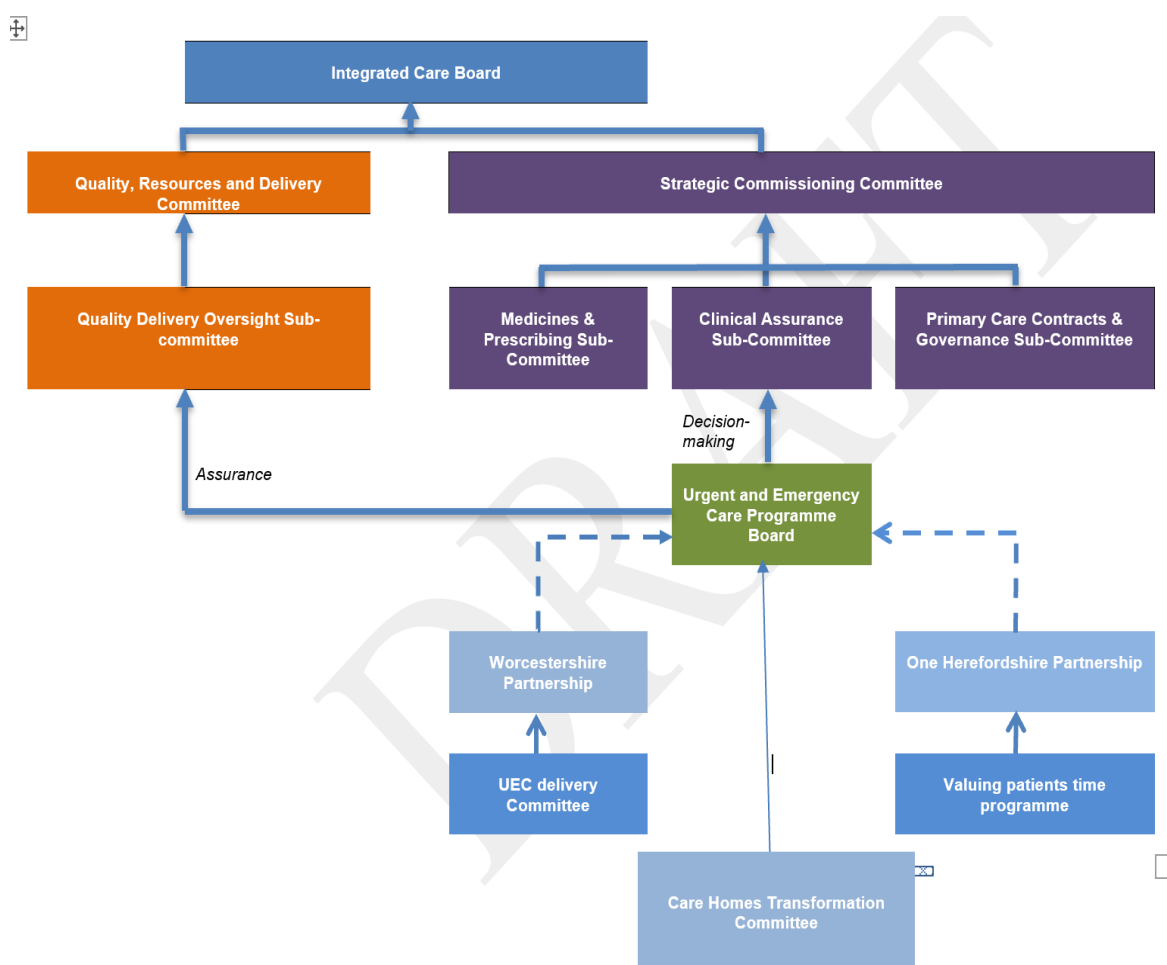 Integrated Care Board
Quality, Resources and Delivery
Committee
Strategic Commissioning Committee
Quality Delivery Oversight Sub-
committee
Medicines &
Prescribing Sub-
Committee
Clinical Assurance
Sub-Committee
Primary Care Contracts &
Governance Sub-Committee
Decision-
making
Assurance
Urgent and Emergency
Care Programme
Board
Worcestershire
Partnership
One Herefordshire Partnership
UEC delivery
Committee
Valuing patients time
programme
Care Homes Transformation
Committee
DRAFT